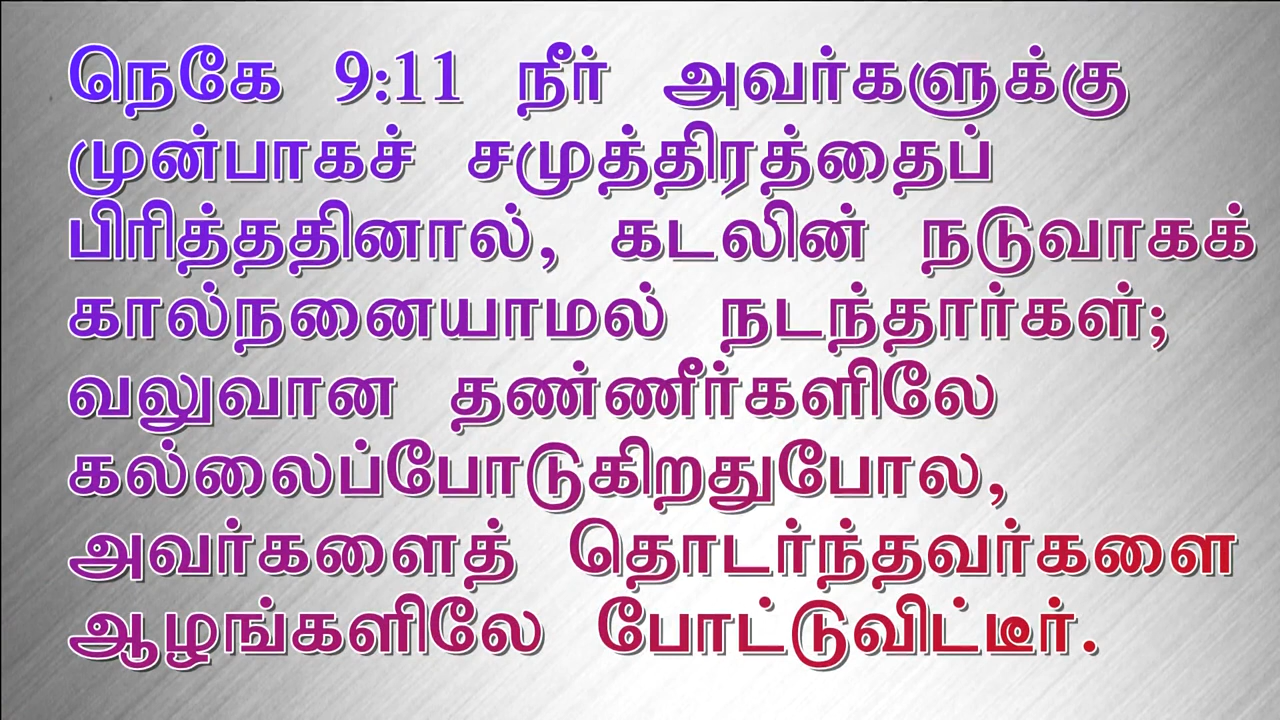 நெகே 9:11 நீர் அவர்களுக்கு
முன்பாகச் சமுத்திரத்தைப்
பிரித்ததினால், கடலின் நடுவாகக்
கால்நனையாமல் நடந்தார்கள்;
வலுவான தண்ணீர்களிலே
கல்லைப்போடுகிறதுபோல,
அவர்களைத் தொடர்ந்தவர்களை
ஆழங்களிலே போட்டுவிட்டீர்.